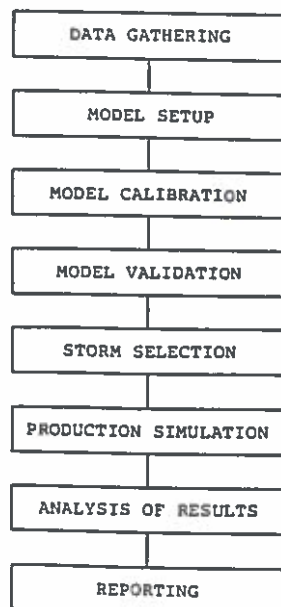 DATA GATHERING
MODEL SETUP
MODEL CALIBRATION
MODEL VALIDATION
STORM SELECTION
PRODUCTION SIMULATION
ANALYSIS OF RESULTS
REPORTING